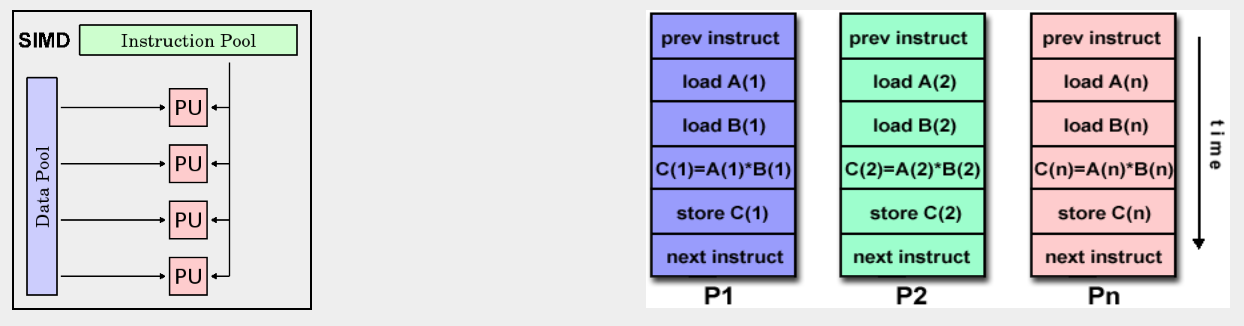 SIMD
Instruction Pool
Data Pool
PU
PU
PU
PU
prev instruct
load A(1)
load B(1)
C(1)=A(1)*B(1)
store C(1)
next instruct
P1
prev instruct
load A(2)
load B(2)
C(2)=A(2)*B(2)
store C(2)
next instruct
P2
prev instruct
load A(n)
load B(n)
C(n)=A(n)*B(n)
store C(n)
next instruct
Pn
time